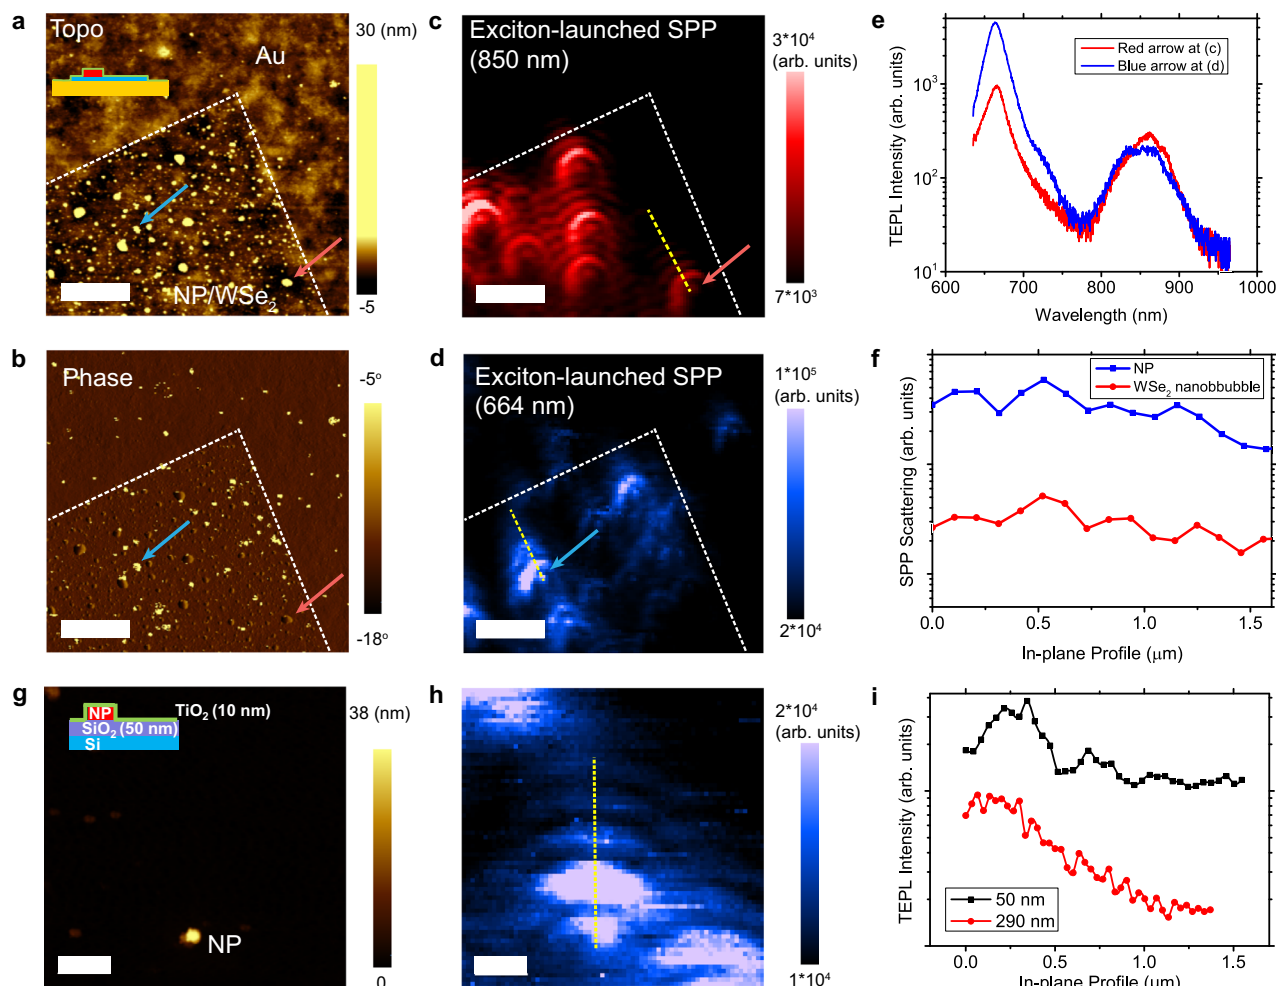 a
Topo
Au
NP/WSe2
30 (nm)
-5
c
Exciton-launched SPP
(850 nm)
3*10^4
(arb. units)
7*10^3
e
TEPL Intensity (arb. units)
10^3
10^2
10^1
Red arrow at (c)
Blue arrow at (d)
600 700 800 900 1000
Wavelength (nm)
b
Phase
-5°
-18°
d
Exciton-launched SPP
(664 nm)
1*10^5
(arb. units)
2*10^4
f
SPP Scattering (arb. units)
NP
WSe2 nanobbubble
0.0 0.5 1.0 1.5
In-plane Profile (μm)
g
NP
SiO2 (50 nm)
Si
TiO2 (10 nm)
NP
38 (nm)
0
h
2*10^4
(arb. units)
1*10^4
i
TEPL Intensity (arb. units)
50 nm
290 nm
0.0 0.5 1.0 1.5
In-plane Profile (μm)